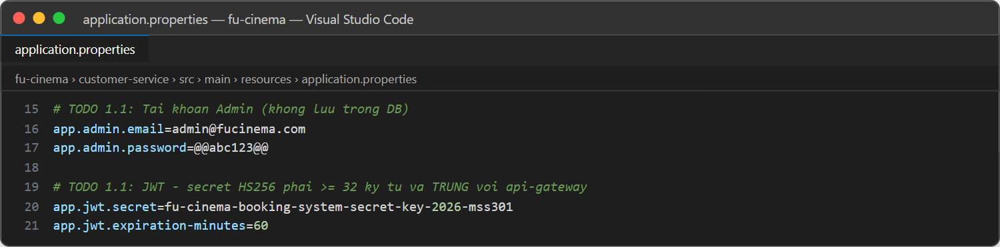 application.properties — fu-cinema — Visual Studio Code
application.properties
fu-cinema › customer-service › src › main › resources › application.properties
15 # TODO 1.1: Tai khoan Admin (khong luu trong DB)
16 app.admin.email=admin@fucinema.com
17 app.admin.password=@@abc123@@
18
19 # TODO 1.1: JWT - secret HS256 phai >= 32 ky tu va TRUNG voi api-gateway
20 app.jwt.secret=fu-cinema-booking-system-secret-key-2026-mss301
21 app.jwt.expiration-minutes=60